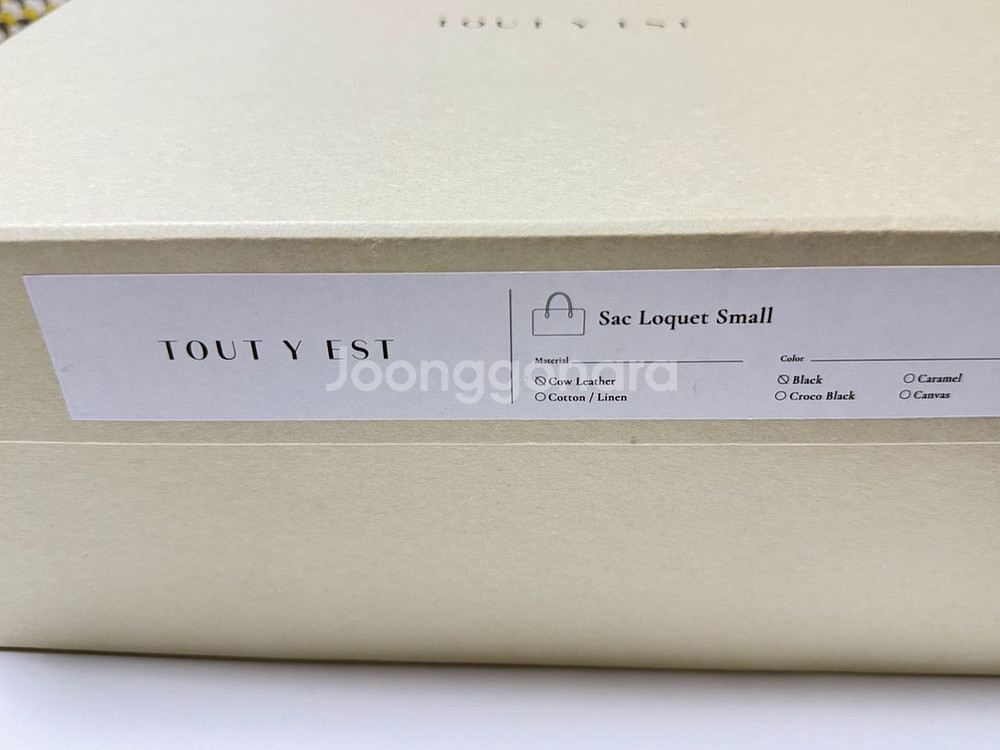 TOUT Y EST
TOUT Y EST
Sac Loquet Small
Material
Cow Leather
Cotton / Linen
Color
Black
Caramel
Croco Black
Canvas
Joonggonara